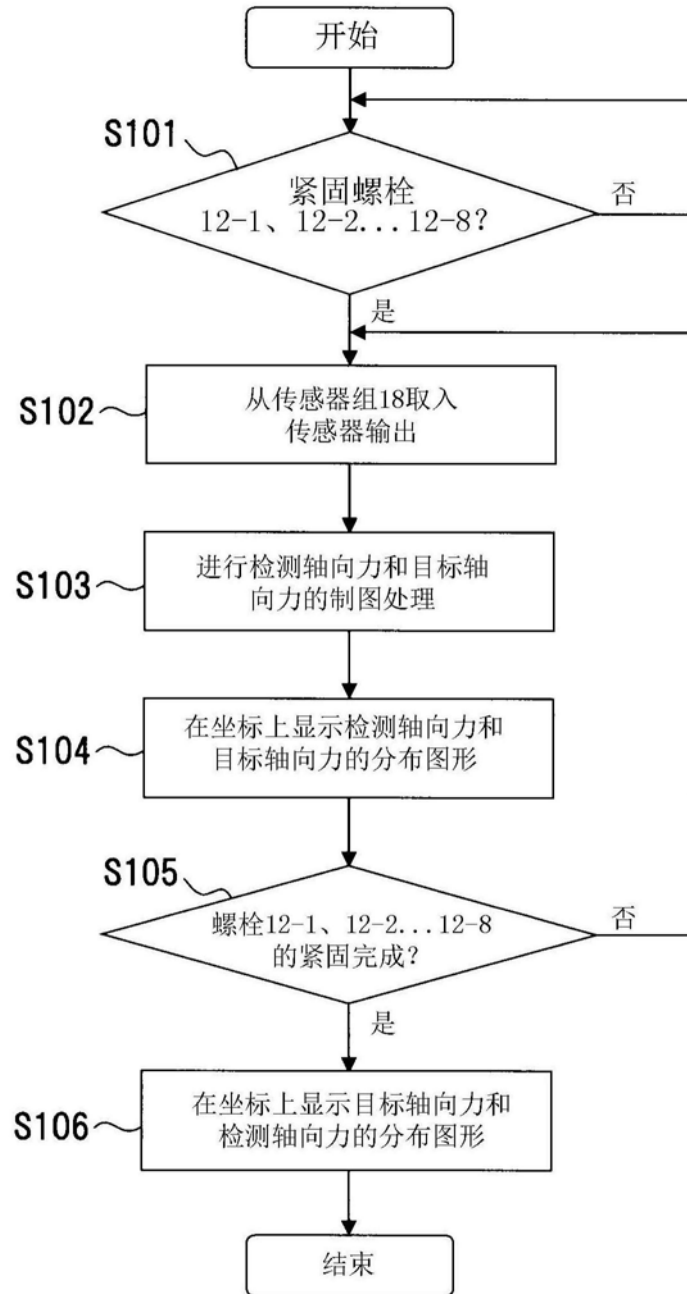 开始
S101
紧固螺栓
12-1、12-2...12-8?
否
是
S102
从传感器组18取入
传感器输出
S103
进行检测轴向力和目标轴
向力的制图处理
S104
在坐标上显示检测轴向力和
目标轴向力的分布图形
S105
螺栓12-1、12-2...12-8
的紧固完成?
否
是
S106
在坐标上显示目标轴向力和
检测轴向力的分布图形
结束